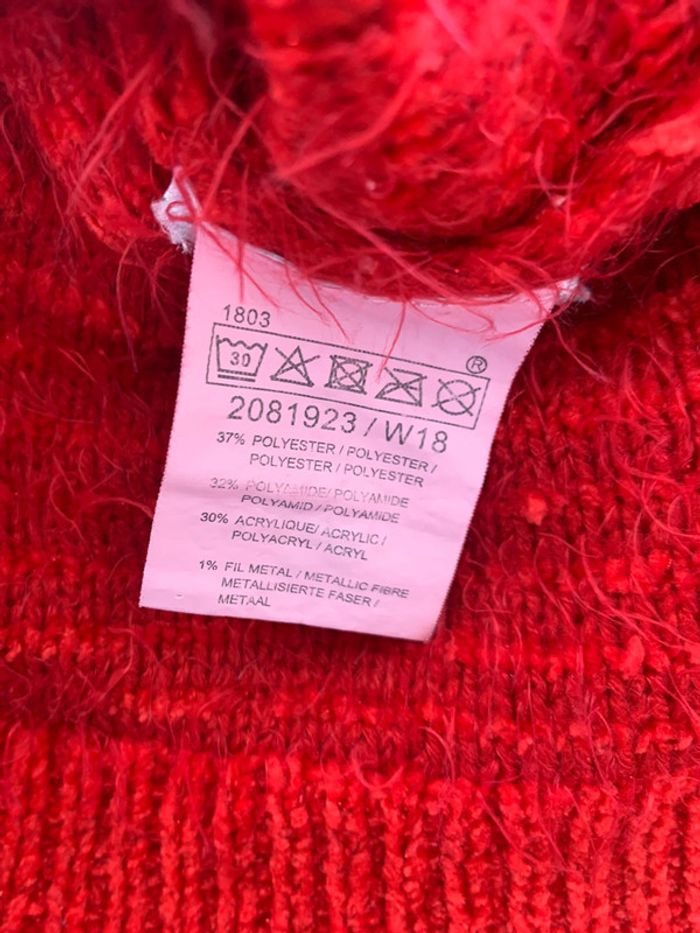 1803
®
30
2081923 / W18
37% POLYESTER / POLYESTER /
POLYESTER / POLYESTER
32% POLYAMIDE/ POLYAMIDE
POLYAMID / POLYAMIDE
30% ACRYLIQUE/ ACRYLIC /
POLYACRYL / ACRYL
1% FIL METAL / METALLIC FIBRE
METALLISIERTE FASER /
METAAL